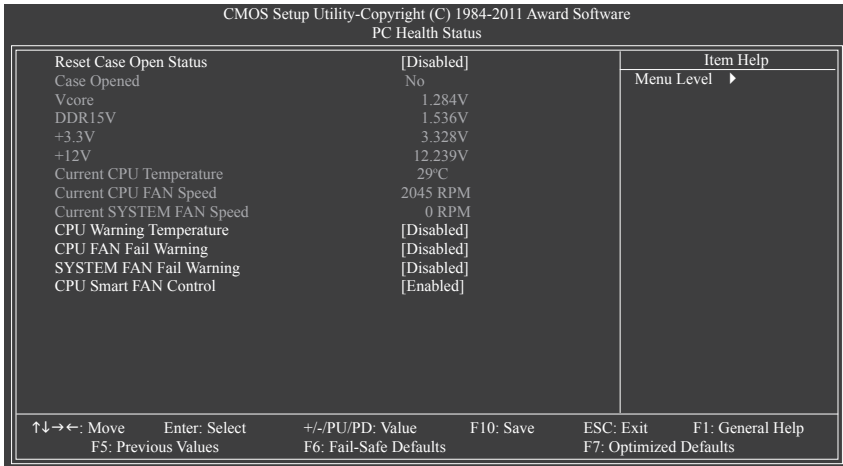 CMOS Setup Utility-Copyright (C) 1984-2011 Award Software
PC Health Status
Reset Case Open Status [Disabled]
Case Opened No
Vcore 1.284V
DDR15V 1.536V
+3.3V 3.328V
+12V 12.239V
Current CPU Temperature 29ºC
Current CPU FAN Speed 2045 RPM
Current SYSTEM FAN Speed 0 RPM
CPU Warning Temperature [Disabled]
CPU FAN Fail Warning [Disabled]
SYSTEM FAN Fail Warning [Disabled]
CPU Smart FAN Control [Enabled]
Item Help
Menu Level ▶
↑↓→←: Move Enter: Select +/-/PU/PD: Value F10: Save ESC: Exit F1: General Help
F5: Previous Values F6: Fail-Safe Defaults F7: Optimized Defaults